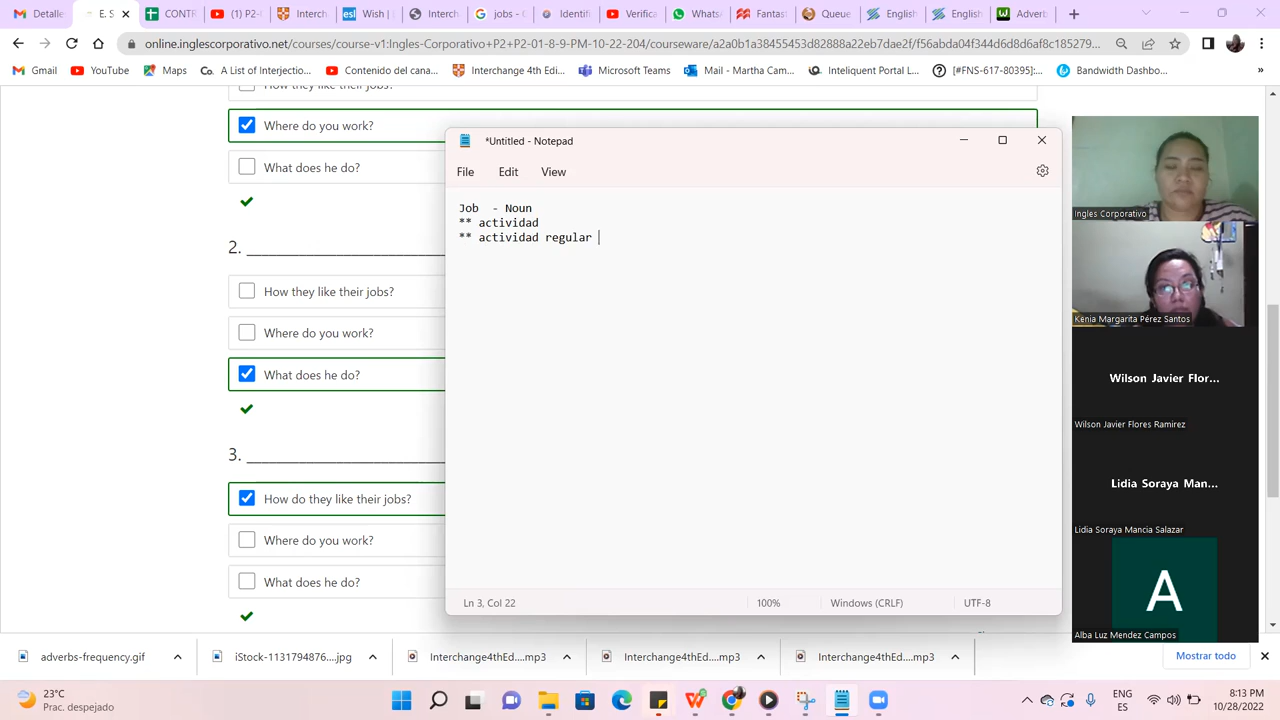 Details
E. S
CONTF
(1) P2-
Interch
Wish |
Interch
jobs -
Identif
Verifica
Whats
Fantas
Que
English
English
Advert
online.inglescorporativo.net/courses/course-v1:Ingles-Corporativo+P2+P2-01-8-9-PM-10-22-204/courseware/a2a0b1a38455453d82888a22eb7dae2f/f56abda04f344d6d8d6af8c185279...
Gmail
YouTube
Maps
A List of Interjectio...
Contenido del cana...
Interchange 4th Edi...
Microsoft Teams
Mail - Martha Cam...
Inteliquent Portal L...
[#FNS-617-80395]:...
Bandwidth Dashbo...
»
How they like their jobs?
Where do you work?
What does he do?
2.
How they like their jobs?
Where do you work?
What does he do?
3.
How do they like their jobs?
Where do you work?
What does he do?
*Untitled - Notepad
File Edit View
Job - Noun
** actividad
** actividad regular
Ln 3, Col 22 100% Windows (CRLF) UTF-8
Ingles Corporativo
Kenia Margarita Pérez Santos
Wilson Javier Flor...
Wilson Javier Flores Ramirez
Lidia Soraya Man...
Lidia Soraya Mancia Salazar
A
Alba Luz Mendez Campos
adverbs-frequency.gif
iStock-1131794876....jpg
Interchange4thEd....mp3
Interchange4thEd....mp3
Interchange4thEd....mp3
Mostrar todo
23°C
Prac. despejado
ENG
ES
8:13 PM
10/28/2022